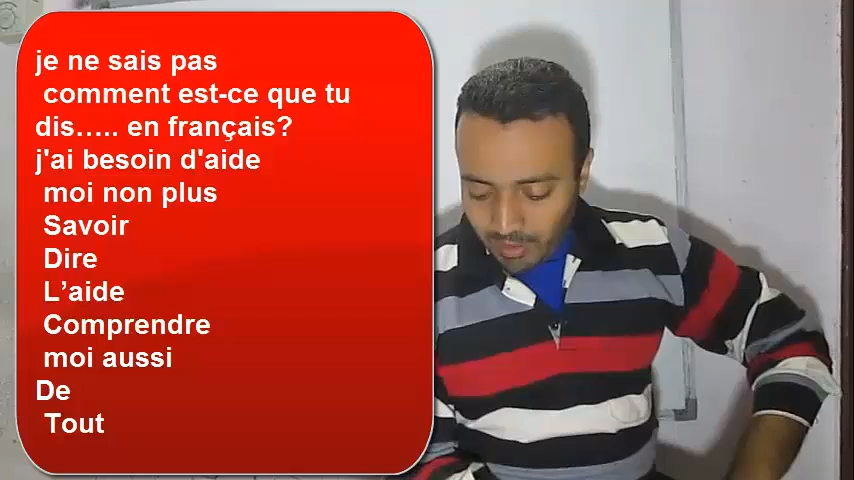 je ne sais pas
comment est-ce que tu
dis….. en français?
j'ai besoin d'aide
moi non plus
Savoir
Dire
L’aide
Comprendre
moi aussi
De
Tout